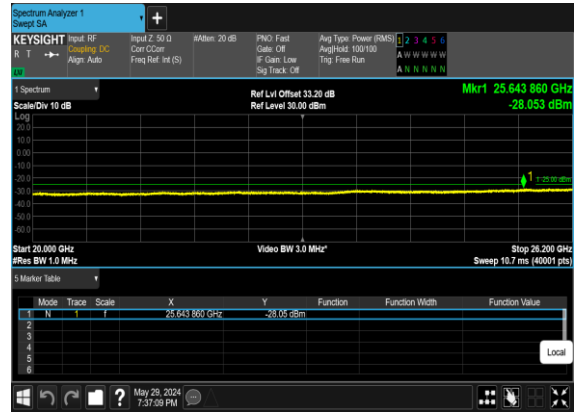 Spectrum Analyzer 1
Swept SA
KEYSIGHT Input: RF Input Z: 50 Ω #Atten: 20 dB PNO: Fast Avg Type: Power (RMS) 1 2 3 4 5 6
R T Coupling: DC Corr CCorr Gate: Off Avg|Hold: 100/100 A W W W W W
Align: Auto Freq Ref: Int (S) IF Gain: Low Trig: Free Run
Sig Track: Off A N N N N N
1 Spectrum Ref Lvl Offset 33.20 dB Mkr1 25.643 860 GHz
Scale/Div 10 dB Ref Level 30.00 dBm -28.053 dBm
Log
20.0
10.0
0.00
-10.0
-20.0 1
-25.00 dBm
-30.0
-40.0
-50.0
-60.0
Start 20.000 GHz Video BW 3.0 MHz* Stop 26.200 GHz
#Res BW 1.0 MHz Sweep 10.7 ms (40001 pts)
5 Marker Table
Mode Trace Scale X Y Function Function Width Function Value
1 N 1 f 25.643 860 GHz -28.05 dBm
2
3
4
5
6
Local
? May 29, 2024
7:37:09 PM